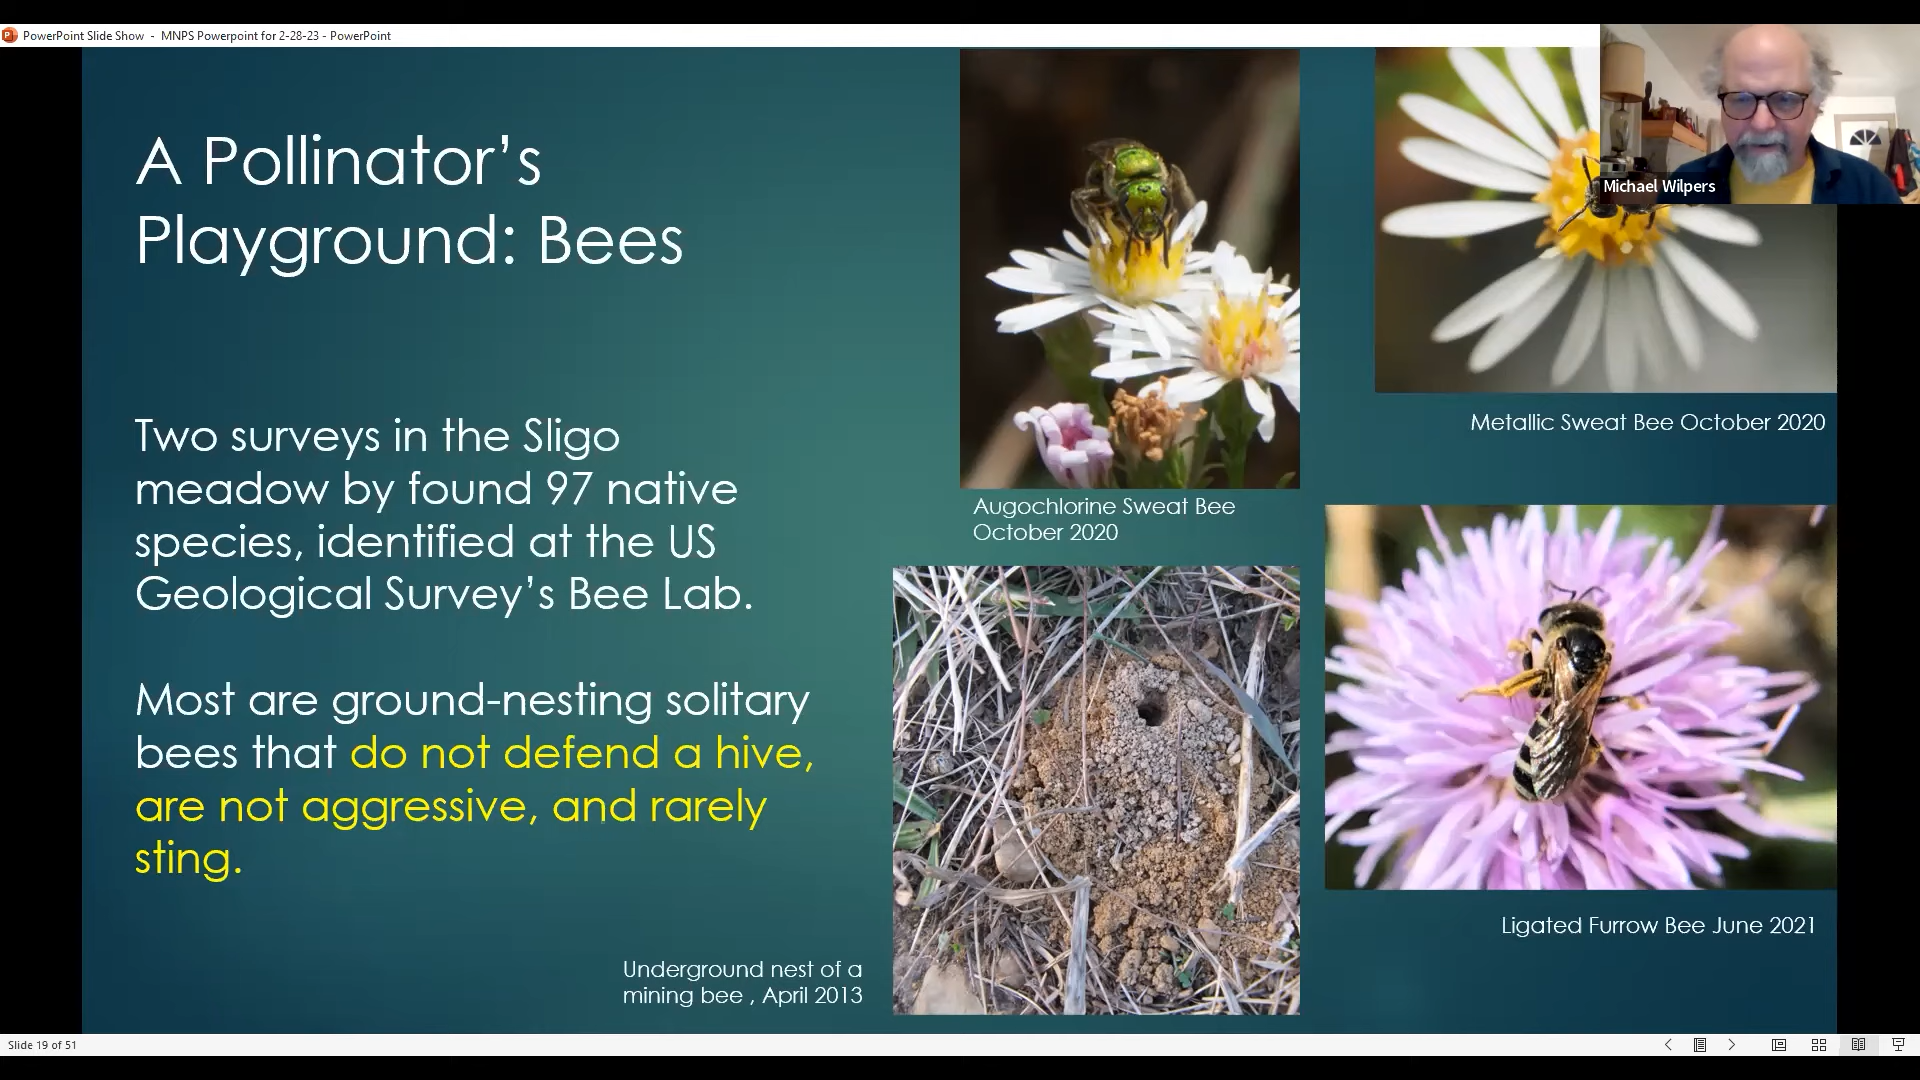 PowerPoint Slide Show - MNPS Powerpoint for 2-28-23 - PowerPoint
Michael Wilpers
A Pollinator’s
Playground: Bees
Two surveys in the Sligo
meadow by found 97 native
species, identified at the US
Geological Survey’s Bee Lab.
Most are ground-nesting solitary
bees that do not defend a hive,
are not aggressive, and rarely
sting.
Augochlorine Sweat Bee
October 2020
Metallic Sweat Bee October 2020
Underground nest of a
mining bee , April 2013
Ligated Furrow Bee June 2021
Slide 19 of 51